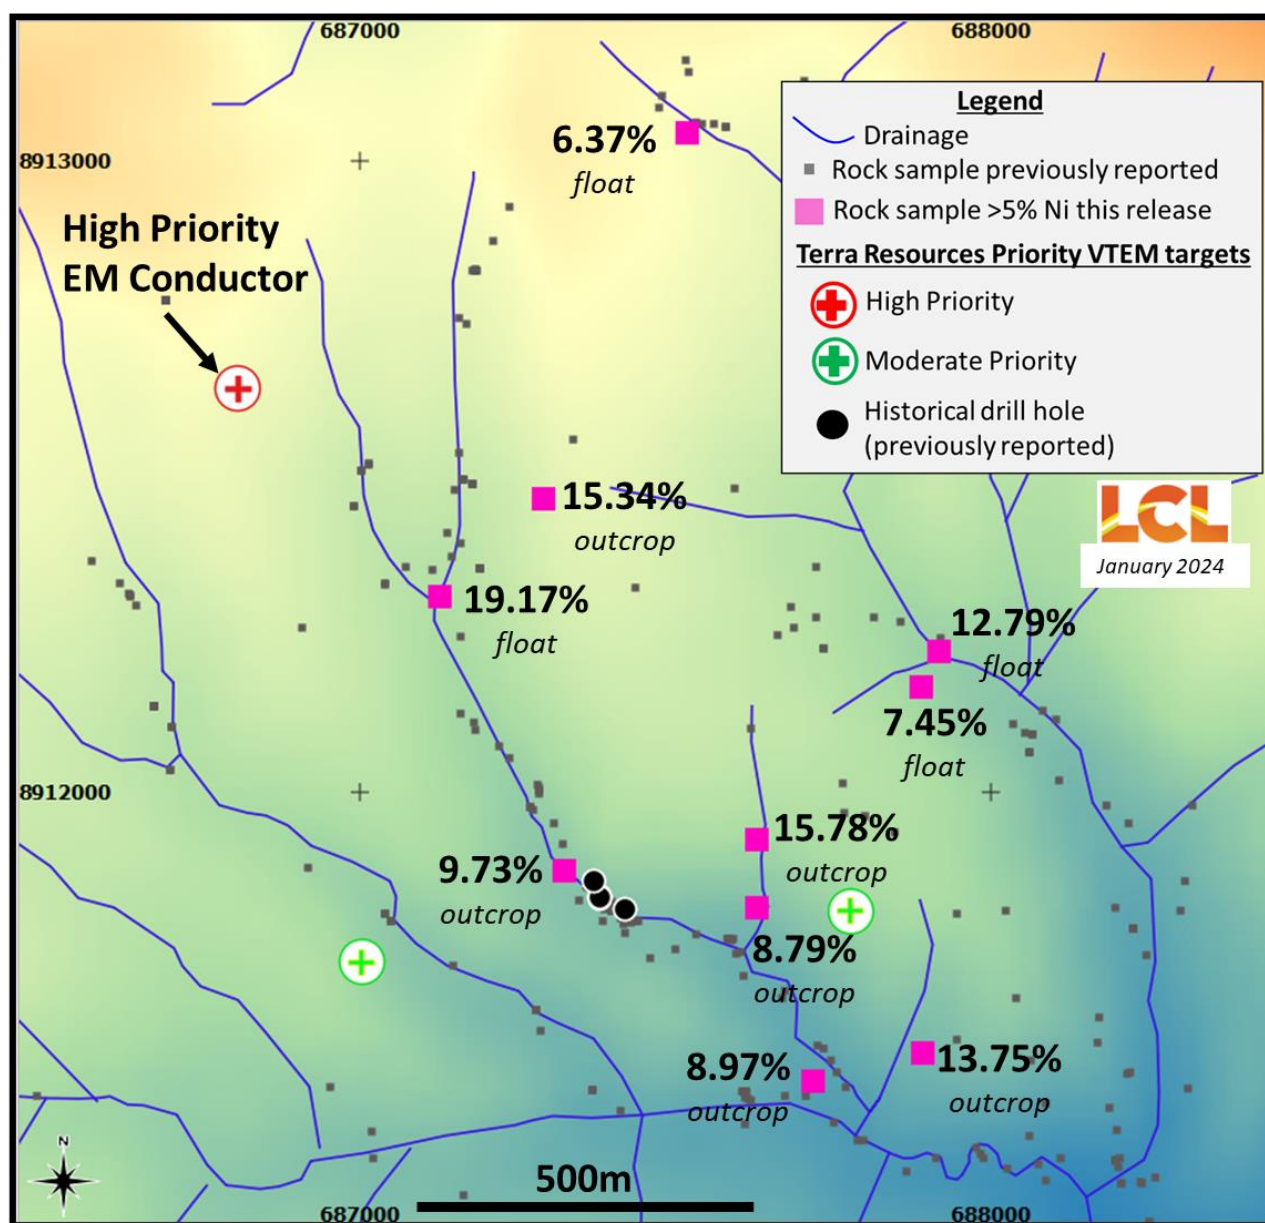 687000
688000
Legend
Drainage
Rock sample previously reported
Rock sample >5% Ni this release
Terra Resources Priority VTEM targets
High Priority
Moderate Priority
Historical drill hole
(previously reported)
6.37%
float
8913000
High Priority
EM Conductor
15.34%
outcrop
LCL
January 2024
19.17%
float
12.79%
float
7.45%
float
8912000
15.78%
outcrop
9.73%
outcrop
8.79%
outcrop
8.97%
outcrop
13.75%
outcrop
N
500m
687000
688000